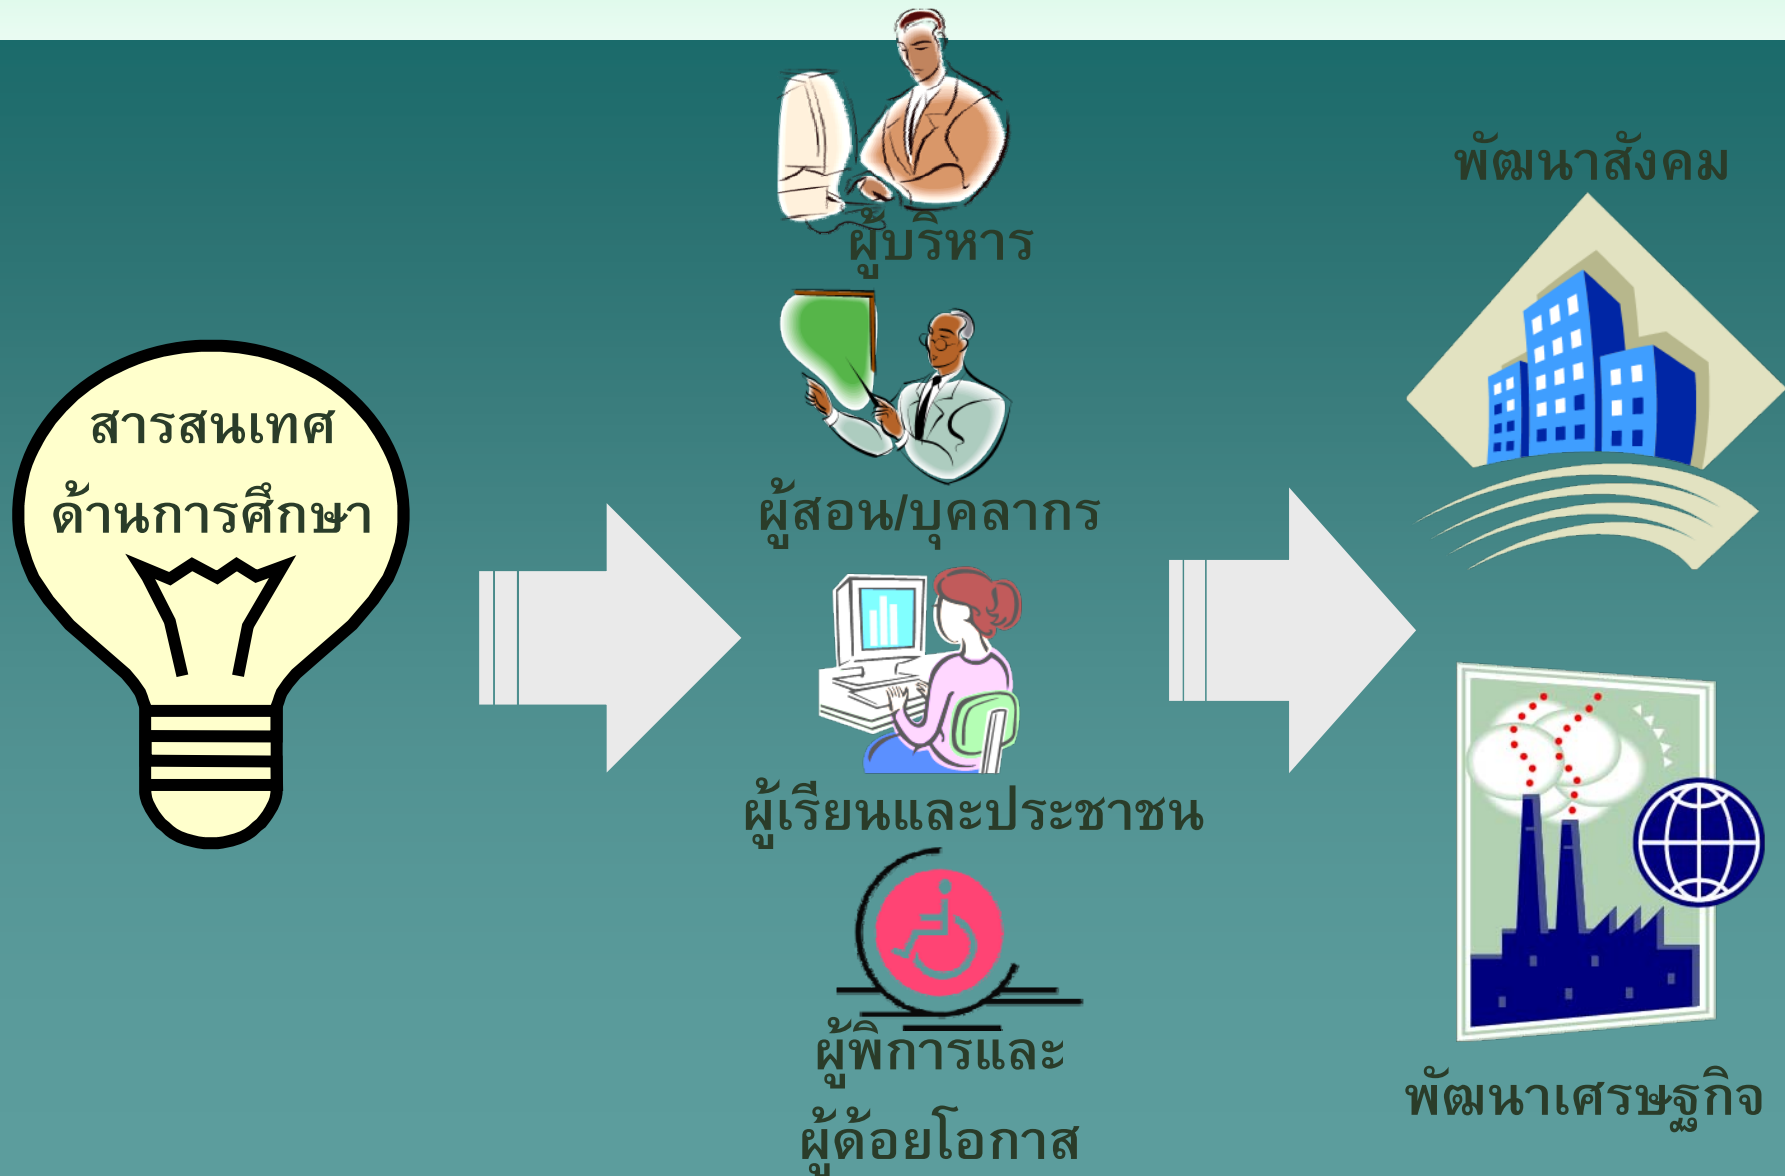 สารสนเทศ
ด้านการศึกษา
ผู้บริหาร
ผู้สอน/บุคลากร
ผู้เรียนและประชาชน
ผู้พิการและ
ผู้ด้อยโอกาส
พัฒนาสังคม
พัฒนาเศรษฐกิจ